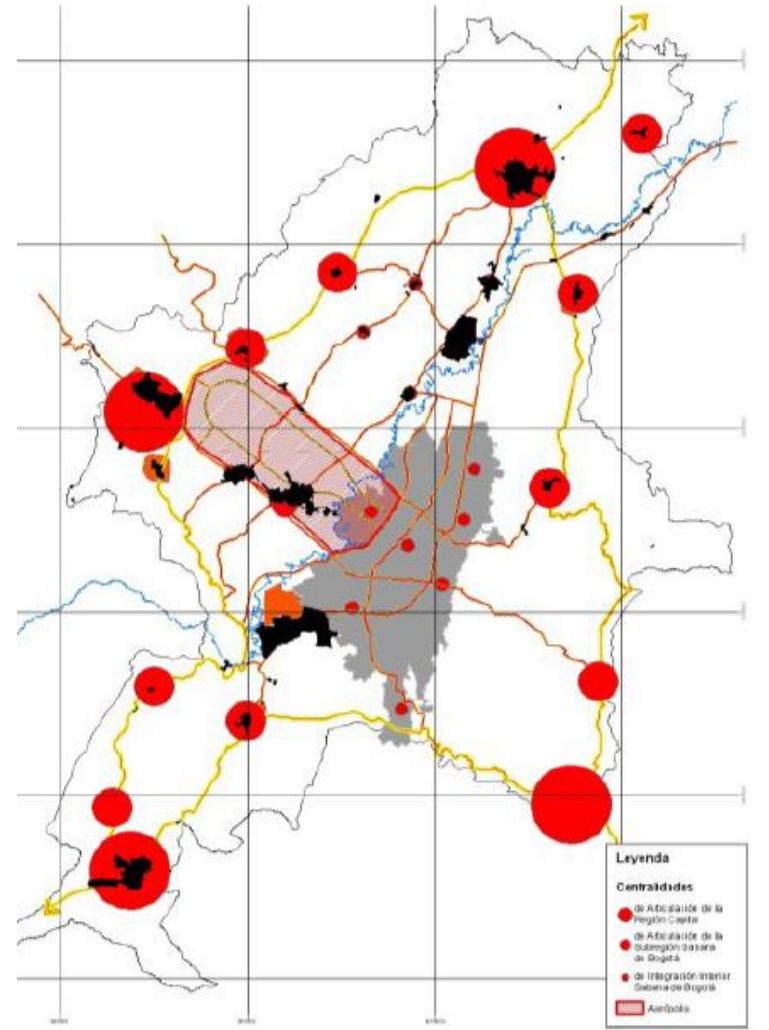 Leyenda
Centralidades
de Articulación de la
Región Capital
de Articulación de la
Subregión Sabana
de Bogotá
de Integración Interior
Sabana de Bogotá
Aerópolis